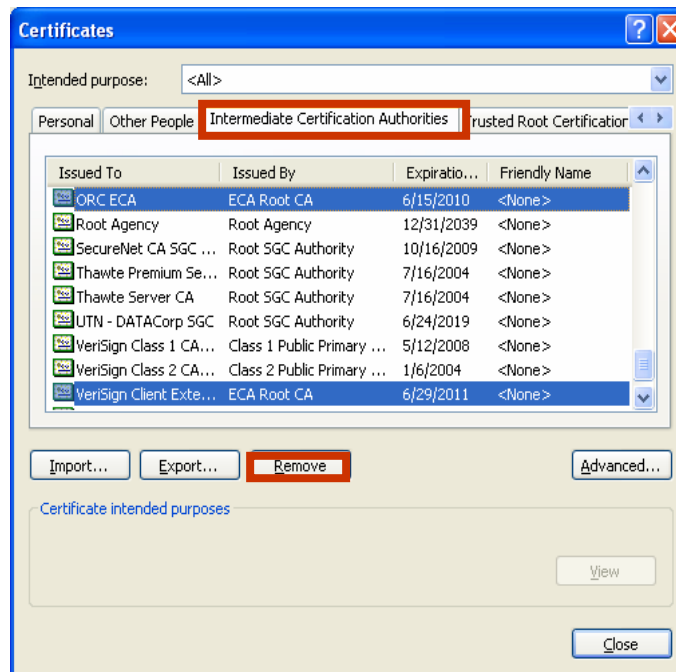 Certificates
Intended purpose: <All>
Personal Other People Intermediate Certification Authorities Trusted Root Certification
Issued To Issued By Expiratio... Friendly Name
ORC ECA ECA Root CA 6/15/2010 <None>
Root Agency Root Agency 12/31/2039 <None>
SecureNet CA SGC ... Root SGC Authority 10/16/2009 <None>
Thawte Premium Se... Root SGC Authority 7/16/2004 <None>
Thawte Server CA Root SGC Authority 7/16/2004 <None>
UTN - DATACorp SGC Root SGC Authority 6/24/2019 <None>
VeriSign Class 1 CA... Class 1 Public Primary ... 5/12/2008 <None>
VeriSign Class 2 CA... Class 2 Public Primary ... 1/6/2004 <None>
VeriSign Client Exte... ECA Root CA 6/29/2011 <None>
Import... Export... Remove Advanced...
Certificate intended purposes
View
Close